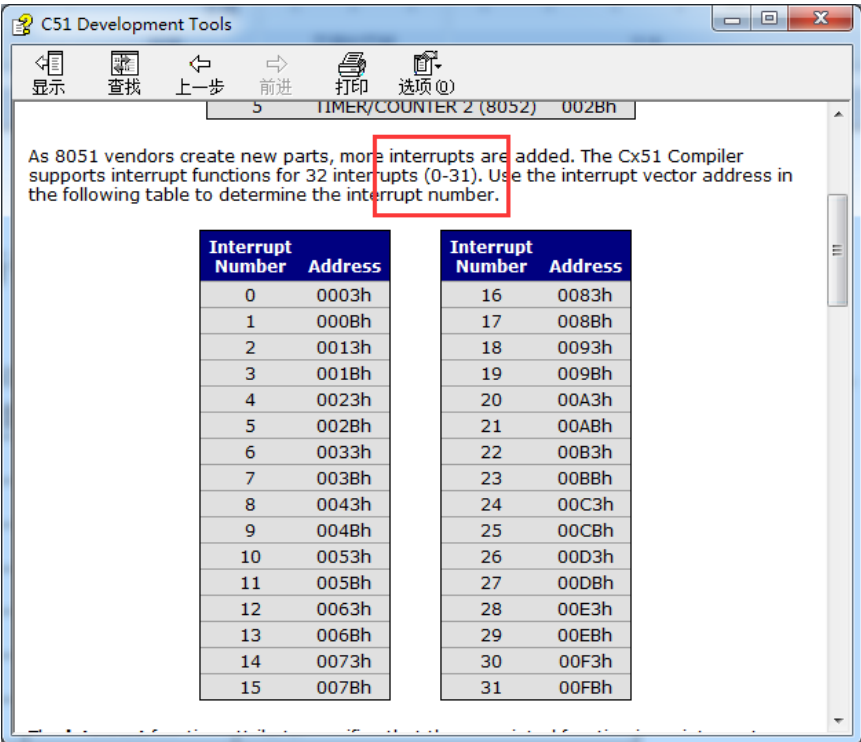 C51 Development Tools
显示 查找 上一步 前进 打印 选项(O)
5 TIMER/COUNTER 2 (8052) 002Bh
As 8051 vendors create new parts, more interrupts are added. The Cx51 Compiler
supports interrupt functions for 32 interrupts (0-31). Use the interrupt vector address in
the following table to determine the interrupt number.
Interrupt Number Address Interrupt Number Address
0 0003h 16 0083h
1 000Bh 17 008Bh
2 0013h 18 0093h
3 001Bh 19 009Bh
4 0023h 20 00A3h
5 002Bh 21 00ABh
6 0033h 22 00B3h
7 003Bh 23 00BBh
8 0043h 24 00C3h
9 004Bh 25 00CBh
10 0053h 26 00D3h
11 005Bh 27 00DBh
12 0063h 28 00E3h
13 006Bh 29 00EBh
14 0073h 30 00F3h
15 007Bh 31 00FBh